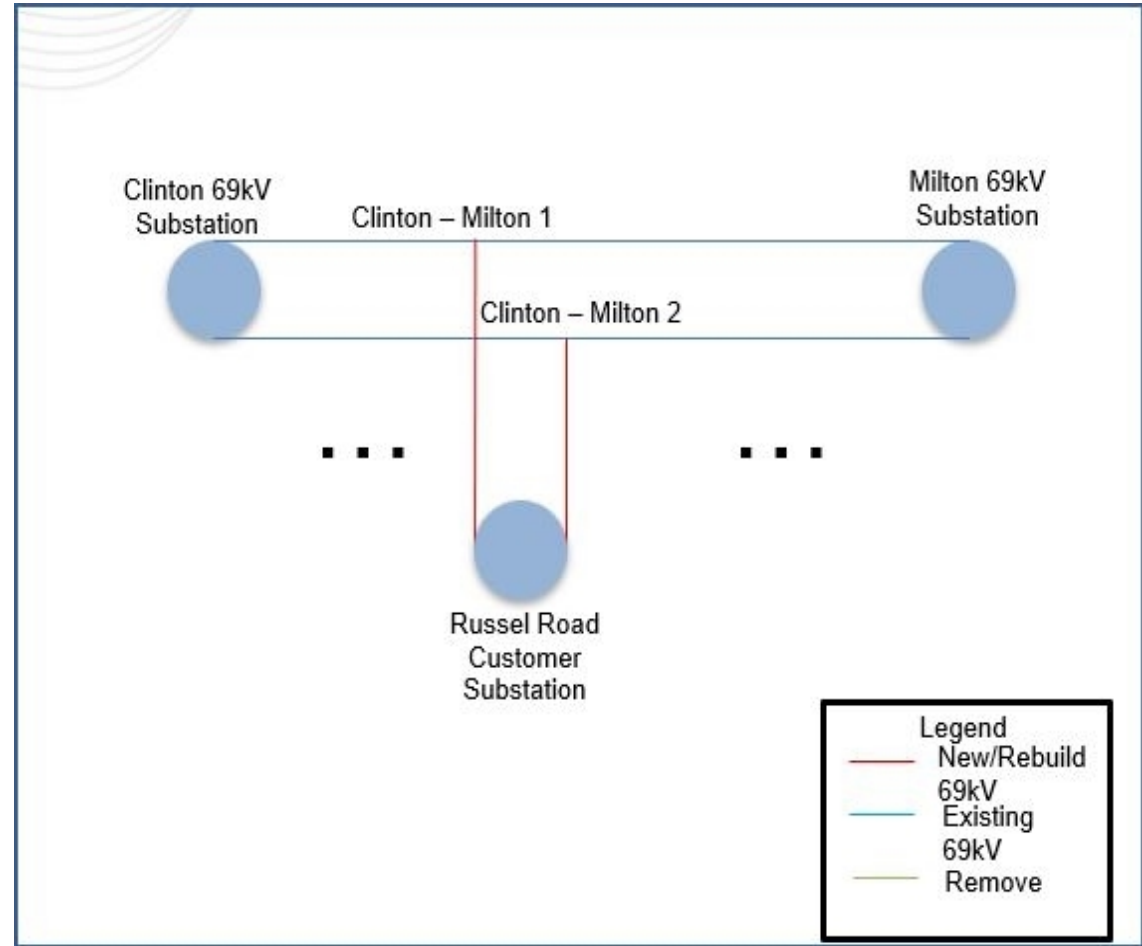 Clinton 69kV
Substation
Milton 69kV
Substation
Clinton – Milton 1
Clinton – Milton 2
. . .
. . .
Russel Road
Customer
Substation
Legend
New/Rebuild
69kV
Existing
69kV
Remove